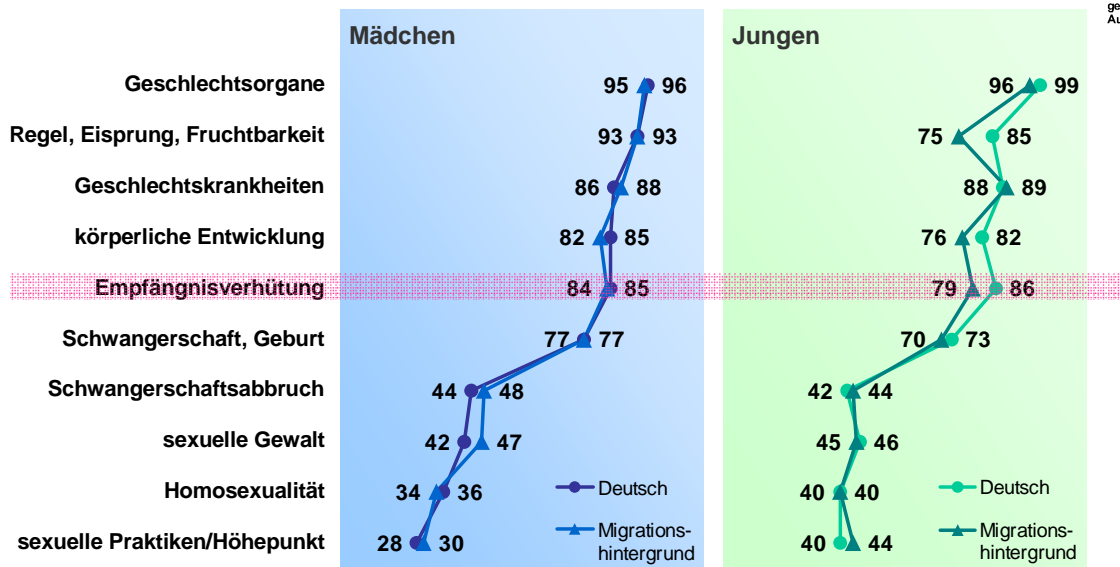 ge
Au
Mädchen
Jungen
Geschlechtsorgane 95 96 96 99
Regel, Eisprung, Fruchtbarkeit 93 93 75 85
Geschlechtskrankheiten 86 88 88 89
körperliche Entwicklung 82 85 76 82
Empfängnisverhütung 84 85 79 86
Schwangerschaft, Geburt 77 77 70 73
Schwangerschaftsabbruch 44 48 42 44
sexuelle Gewalt 42 47 45 46
Homosexualität 34 36 40 40
sexuelle Praktiken/Höhepunkt 28 30 40 44
Deutsch
Migrations-
hintergrund
Deutsch
Migrations-
hintergrund